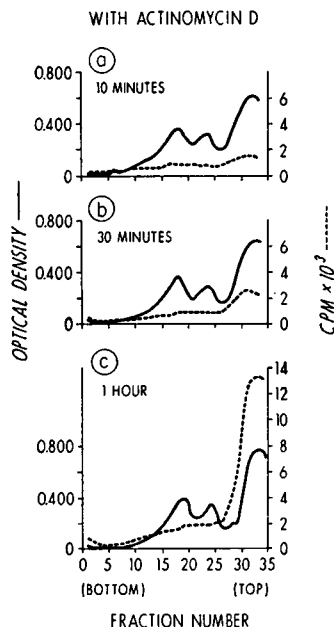 WITH ACTINOMYCIN D
a
10 MINUTES
0.800
0.400
0
6
4
2
0
b
30 MINUTES
0.800
0.400
0
6
4
2
0
c
1 HOUR
0.800
0.400
0
14
12
10
8
6
4
2
0
OPTICAL DENSITY
CPM × 10³
0 5 10 15 20 25 30 35
(BOTTOM) (TOP)
FRACTION NUMBER